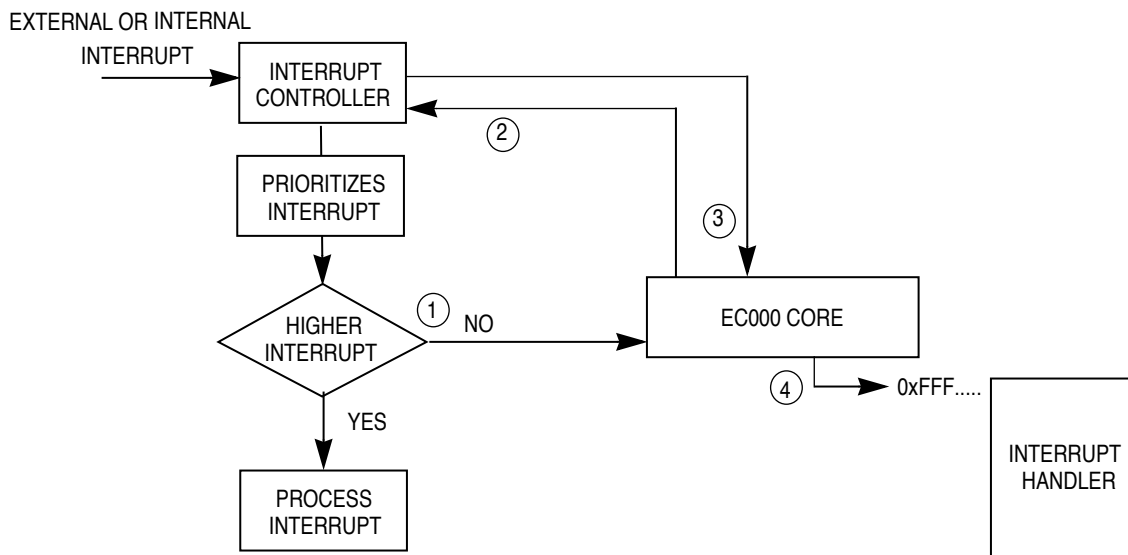 EXTERNAL OR INTERNAL
INTERRUPT
INTERRUPT
CONTROLLER
2
PRIORITIZES
INTERRUPT
3
1
NO
HIGHER
INTERRUPT
EC000 CORE
4
0xFFF.....
YES
INTERRUPT
HANDLER
PROCESS
INTERRUPT